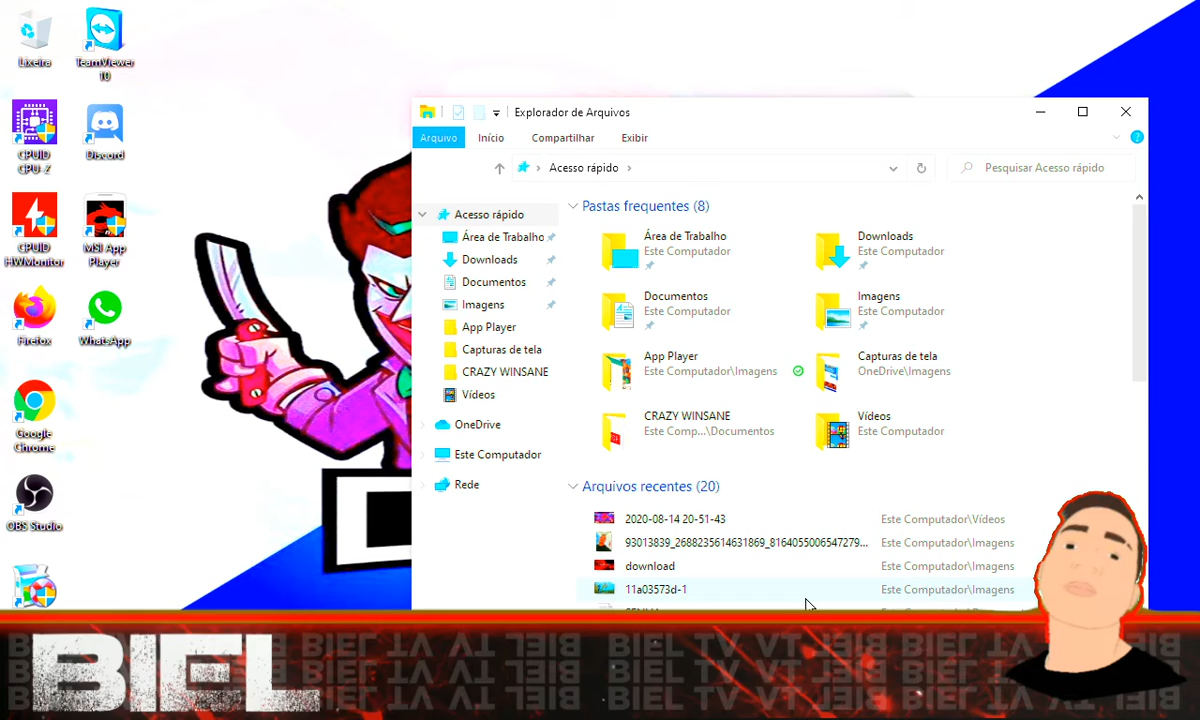 Lixeira
TeamViewer
10
CPUID
CPU-Z
Discord
CPUID
HWMonitor
MSI App
Player
Firefox
WhatsApp
Google
Chrome
OBS Studio
Explorador de Arquivos
Arquivo
Início
Compartilhar
Exibir
Acesso rápido
Pesquisar Acesso rápido
Acesso rápido
Área de Trabalho
Downloads
Documentos
Imagens
App Player
Capturas de tela
CRAZY WINSANE
Vídeos
OneDrive
Este Computador
Rede
Pastas frequentes (8)
Área de Trabalho
Este Computador
Downloads
Este Computador
Documentos
Este Computador
Imagens
Este Computador
App Player
Este Computador\Imagens
Capturas de tela
OneDrive\Imagens
CRAZY WINSANE
Este Comp...\Documentos
Vídeos
Este Computador
Arquivos recentes (20)
2020-08-14 20-51-43
Este Computador\Vídeos
93013839_2688235614631869_8164055006547279...
Este Computador\Imagens
download
Este Computador\Imagens
11a03573d-1
Este Computador\Imagens
BIEL
BIEL TV